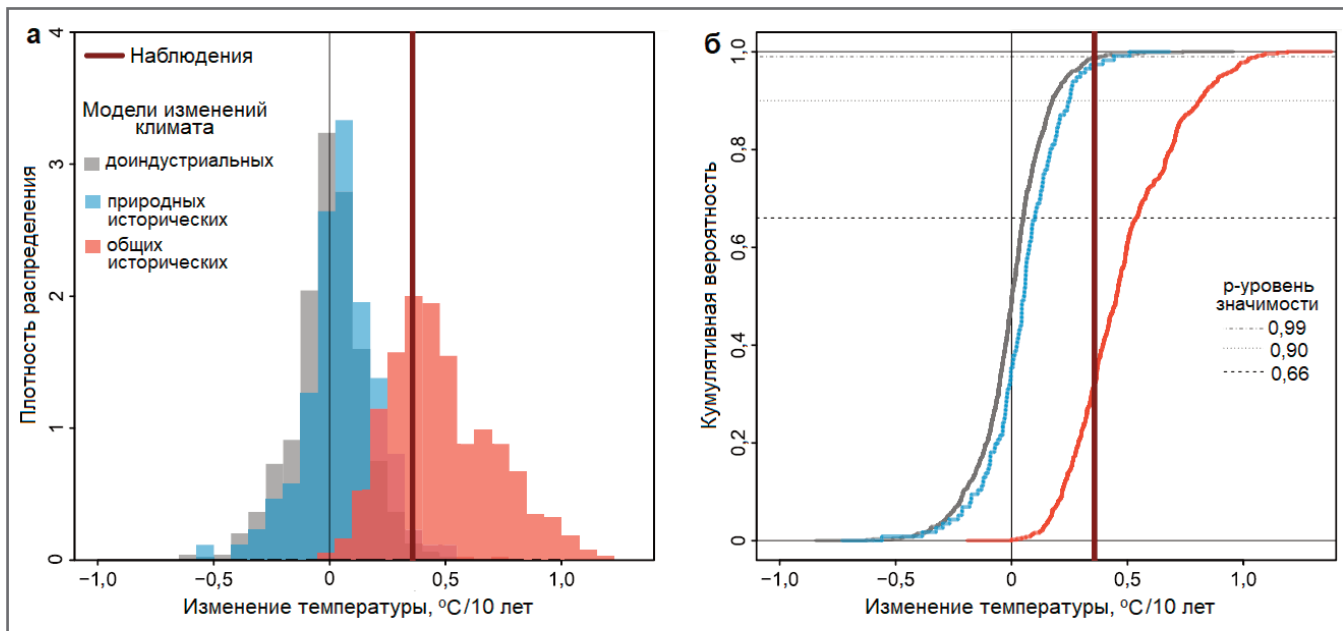 а
4
3
2
1
0
Плотность распределения
Наблюдения
Модели изменений
климата
доиндустриальных
природных
исторических
общих
исторических
−1,0
−0,5
0
0,5
1,0
Изменение температуры, ºС/10 лет
б
1,0
0,8
0,6
0,4
0,2
0
Кумулятивная вероятность
р-уровень
значимости
0,99
0,90
0,66
−1,0
−0,5
0
0,5
1,0
Изменение температуры, ºС/10 лет